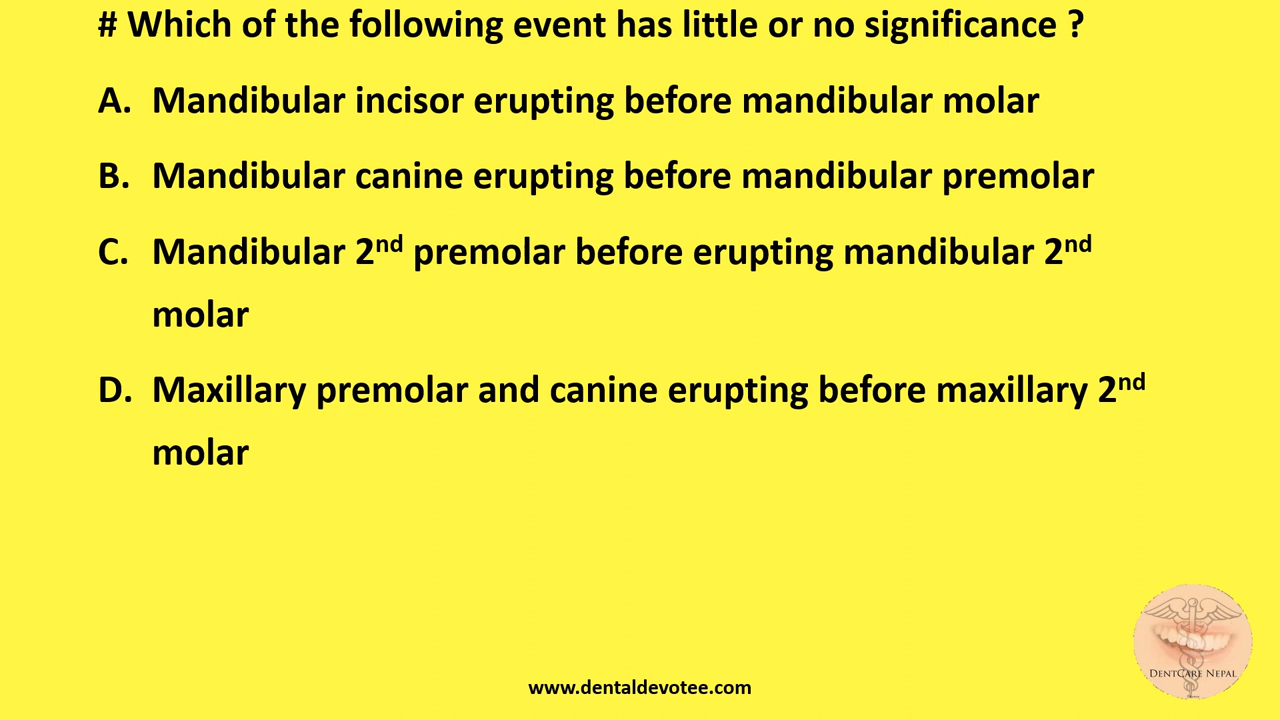 # Which of the following event has little or no significance ?
A. Mandibular incisor erupting before mandibular molar
B. Mandibular canine erupting before mandibular premolar
C. Mandibular 2nd premolar before erupting mandibular 2nd
molar
D. Maxillary premolar and canine erupting before maxillary 2nd
molar
DENTCARE NEPAL
www.dentaldevotee.com